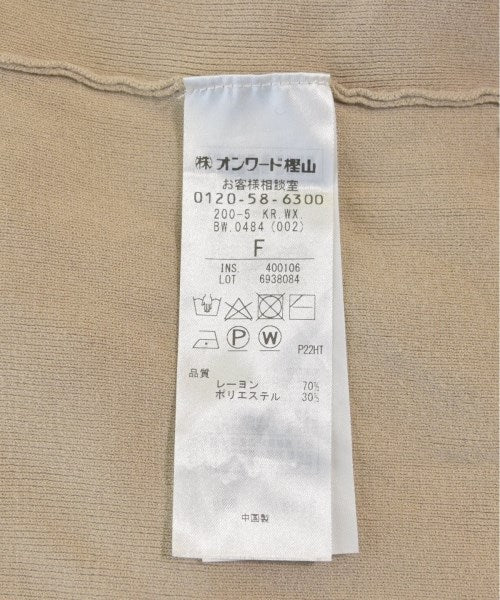 ㈱オンワード樫山
お客様相談室
0120-58-6300
200-5 KR.WX.
BW.0484 (002)
F
INS. 400106
LOT 6938084
P W
P22HT
品質
レーヨン 70%
ポリエステル 30%
中国製